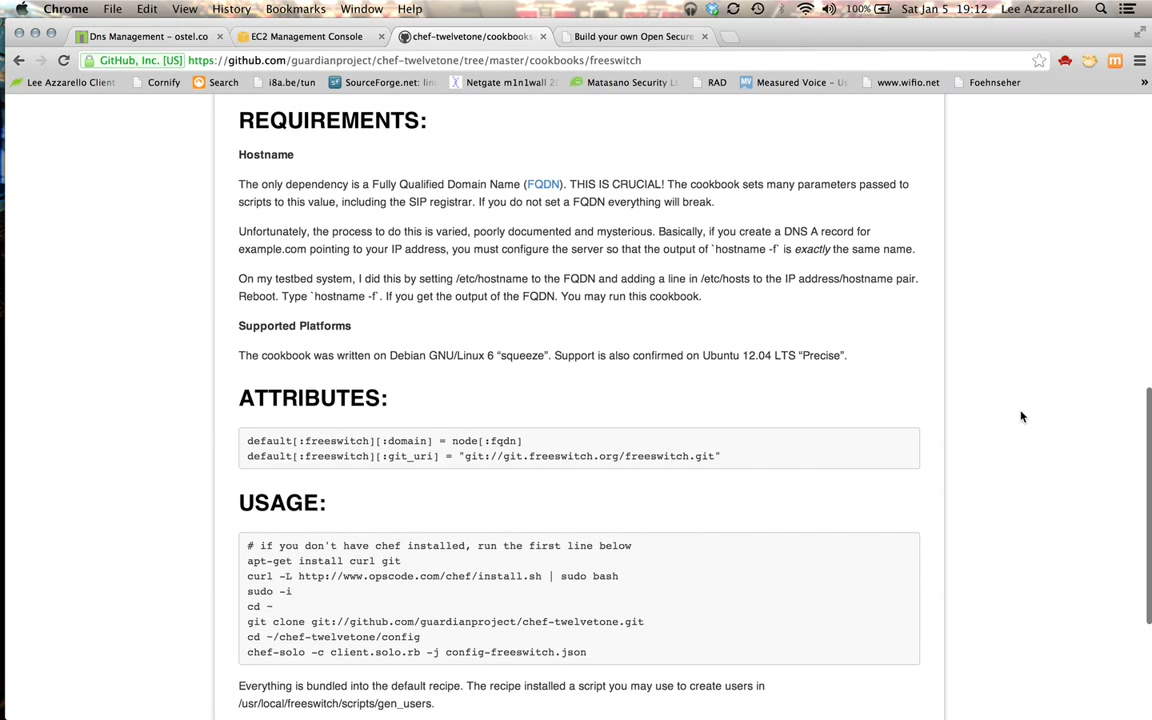 Chrome File Edit View History Bookmarks Window Help 100% Sat Jan 5 19:12 Lee Azzarello
Dns Management – ostel.co EC2 Management Console chef-twelvetone/cookbooks Build your own Open Secure
GitHub, Inc. [US] https://github.com/guardianproject/chef-twelvetone/tree/master/cookbooks/freeswitch
Lee Azzarello Client Cornify Search i8a.be/tun SourceForge.net: Netgate m1n1wall Matasano Security RAD Measured Voice – www.wifio.net Foehnseher »
REQUIREMENTS:
Hostname
The only dependency is a Fully Qualified Domain Name (FQDN). THIS IS CRUCIAL! The cookbook sets many parameters passed to
scripts to this value, including the SIP registrar. If you do not set a FQDN everything will break.
Unfortunately, the process to do this is varied, poorly documented and mysterious. Basically, if you create a DNS A record for
example.com pointing to your IP address, you must configure the server so that the output of `hostname -f` is exactly the same name.
On my testbed system, I did this by setting /etc/hostname to the FQDN and adding a line in /etc/hosts to the IP address/hostname pair.
Reboot. Type `hostname -f`. If you get the output of the FQDN. You may run this cookbook.
Supported Platforms
The cookbook was written on Debian GNU/Linux 6 “squeeze”. Support is also confirmed on Ubuntu 12.04 LTS “Precise”.
ATTRIBUTES:
default[:freeswitch][:domain] = node[:fqdn]
default[:freeswitch][:git_uri] = "git://git.freeswitch.org/freeswitch.git"
USAGE:
# if you don't have chef installed, run the first line below
apt-get install curl git
curl -L http://www.opscode.com/chef/install.sh | sudo bash
sudo -i
cd ~
git clone git://github.com/guardianproject/chef-twelvetone.git
cd ~/chef-twelvetone/config
chef-solo -c client.solo.rb -j config-freeswitch.json
Everything is bundled into the default recipe. The recipe installed a script you may use to create users in
/usr/local/freeswitch/scripts/gen_users.